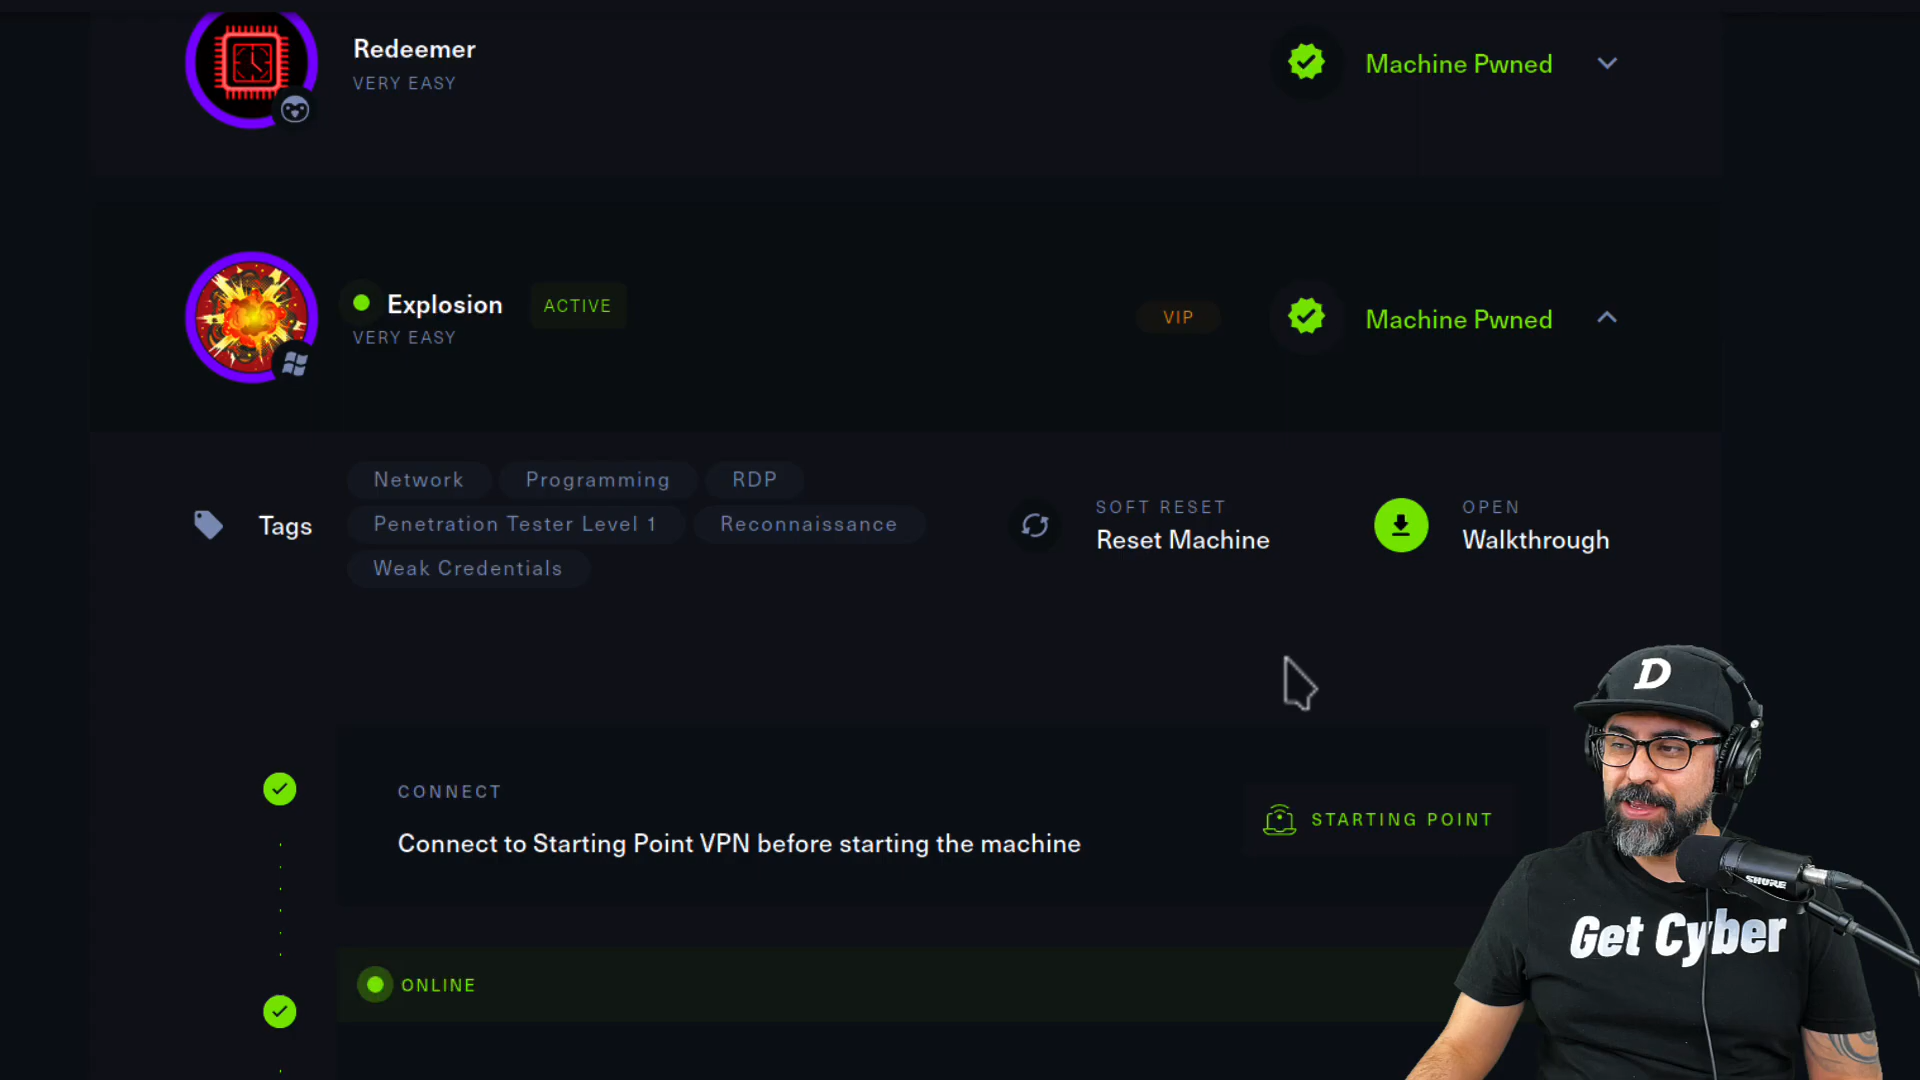 Redeemer
VERY EASY
Machine Pwned
Explosion
ACTIVE
VERY EASY
VIP
Machine Pwned
Tags
Network
Programming
RDP
Penetration Tester Level 1
Reconnaissance
Weak Credentials
SOFT RESET
Reset Machine
OPEN
Walkthrough
CONNECT
Connect to Starting Point VPN before starting the machine
STARTING POINT
ONLINE
D
SHURE
Get Cyber